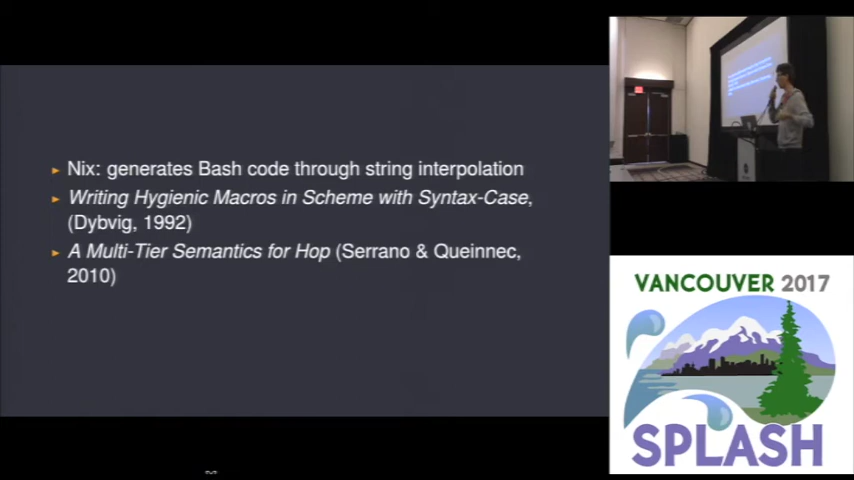 Nix: generates Bash code through string interpolation
Writing Hygienic Macros in Scheme with Syntax-Case,
(Dybvig, 1992)
A Multi-Tier Semantics for Hop (Serrano & Queinnec,
2010)
VANCOUVER 2017
SPLASH